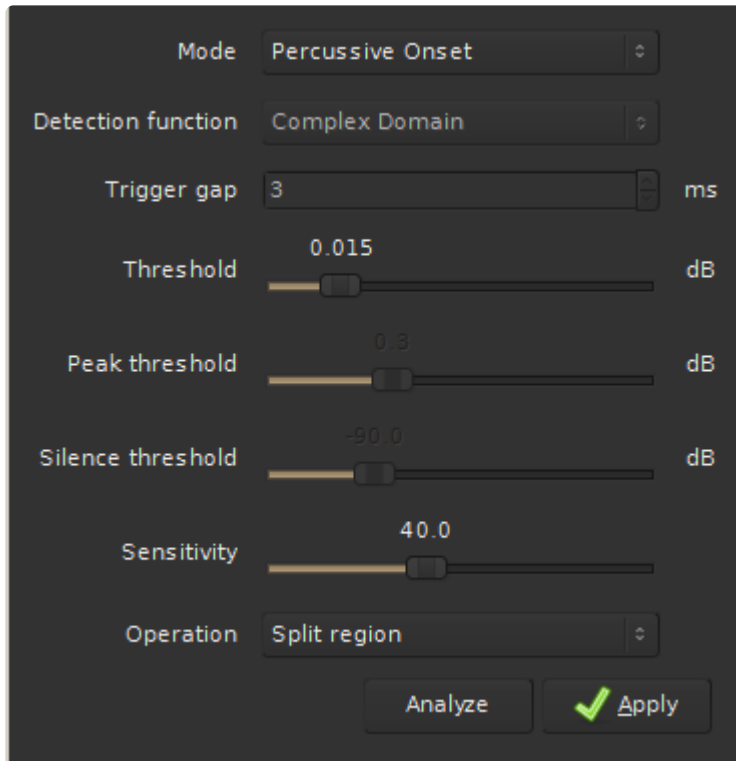 Mode Percussive Onset
Detection function Complex Domain
Trigger gap 3 ms
0.015
Threshold dB
0.3
Peak threshold dB
-90.0
Silence threshold dB
40.0
Sensitivity
Operation Split region
Analyze Apply